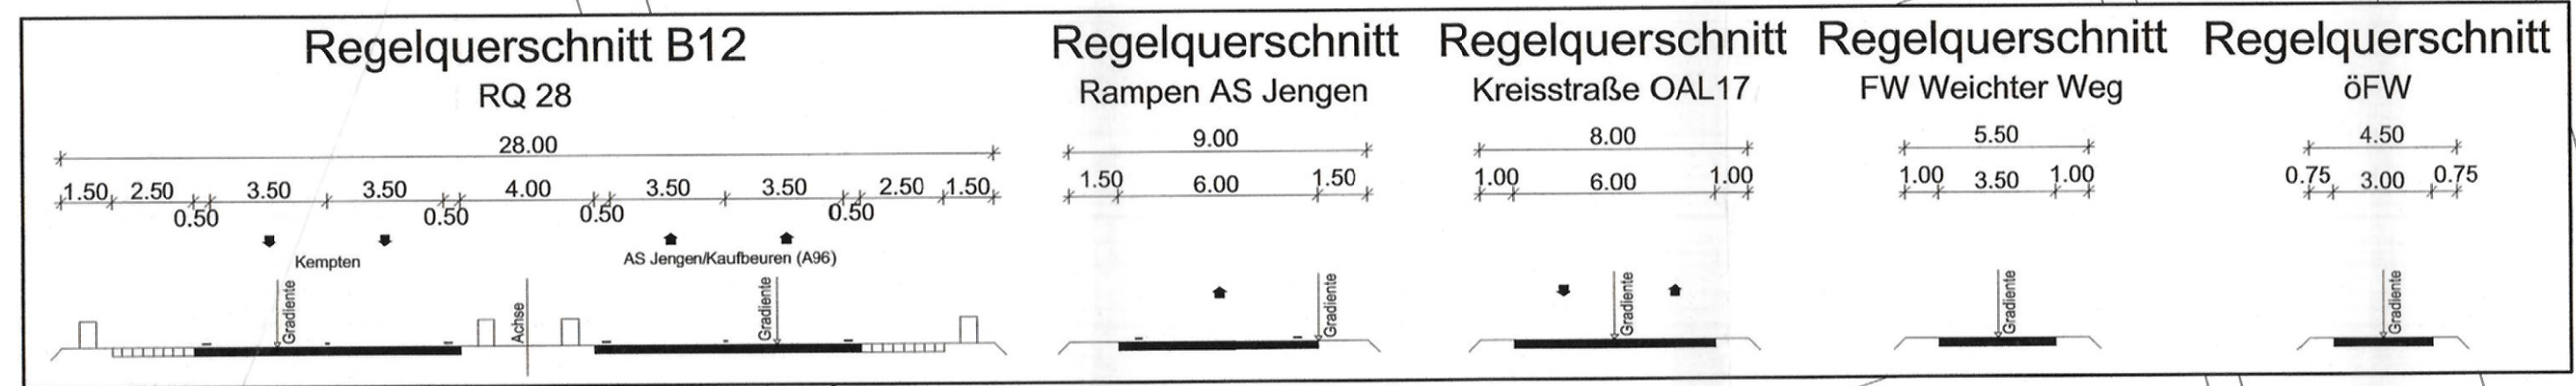 Regelquerschnitt B12
RQ 28
28.00
1.50 2.50 0.50 3.50 3.50 0.50 4.00 0.50 3.50 3.50 0.50 2.50 1.50
Kempten
AS Jengen/Kaufbeuren (A96)
Gradiente
Achse
Gradiente
Regelquerschnitt
Rampen AS Jengen
9.00
1.50 6.00 1.50
Gradiente
Regelquerschnitt
Kreisstraße OAL17
8.00
1.00 6.00 1.00
Gradiente
Regelquerschnitt
FW Weichter Weg
5.50
1.00 3.50 1.00
Gradiente
Regelquerschnitt
öFW
4.50
0.75 3.00 0.75
Gradiente